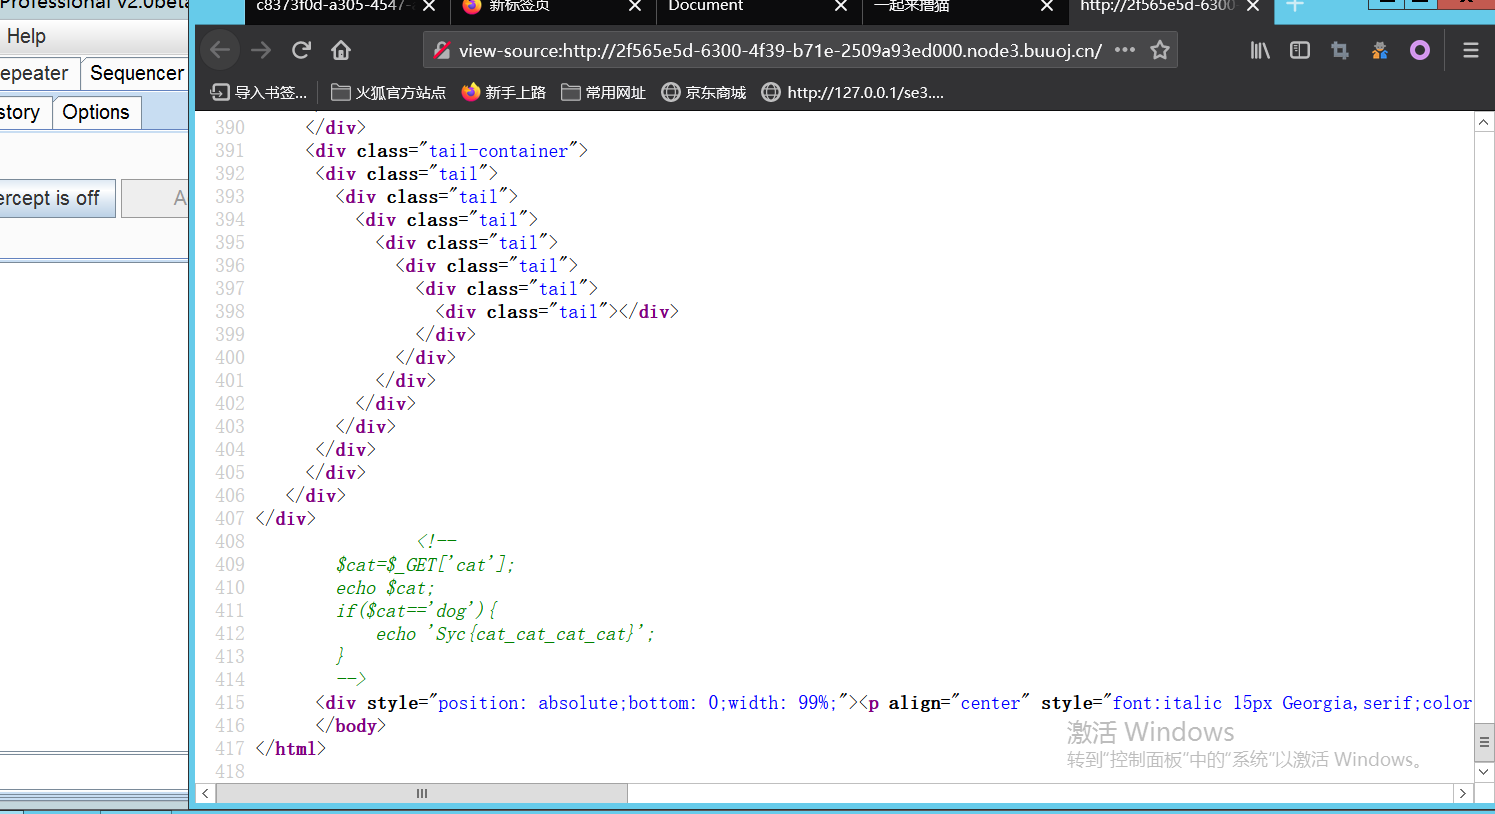 Professional v2.0beta
Help
epeater
Sequencer
story
Options
ercept is off
A
c8373f0d-a305-4547-
新标签页
Document
一起来撸猫
http://2f565e5d-6300-
view-source:http://2f565e5d-6300-4f39-b71e-2509a93ed000.node3.buuoj.cn/
导入书签...
火狐官方站点
新手上路
常用网址
京东商城
http://127.0.0.1/se3....
390 </div>
391 <div class="tail-container">
392 <div class="tail">
393 <div class="tail">
394 <div class="tail">
395 <div class="tail">
396 <div class="tail">
397 <div class="tail">
398 <div class="tail"></div>
399 </div>
400 </div>
401 </div>
402 </div>
403 </div>
404 </div>
405 </div>
406 </div>
407 </div>
408 <!--
409 $cat=$_GET['cat'];
410 echo $cat;
411 if($cat=='dog'){
412 echo 'Syc{cat_cat_cat_cat}';
413 }
414 -->
415 <div style="position: absolute;bottom: 0;width: 99%;"><p align="center" style="font:italic 15px Georgia,serif;color
416 </body>
417 </html>
418
激活 Windows
转到"控制面板"中的"系统"以激活 Windows。